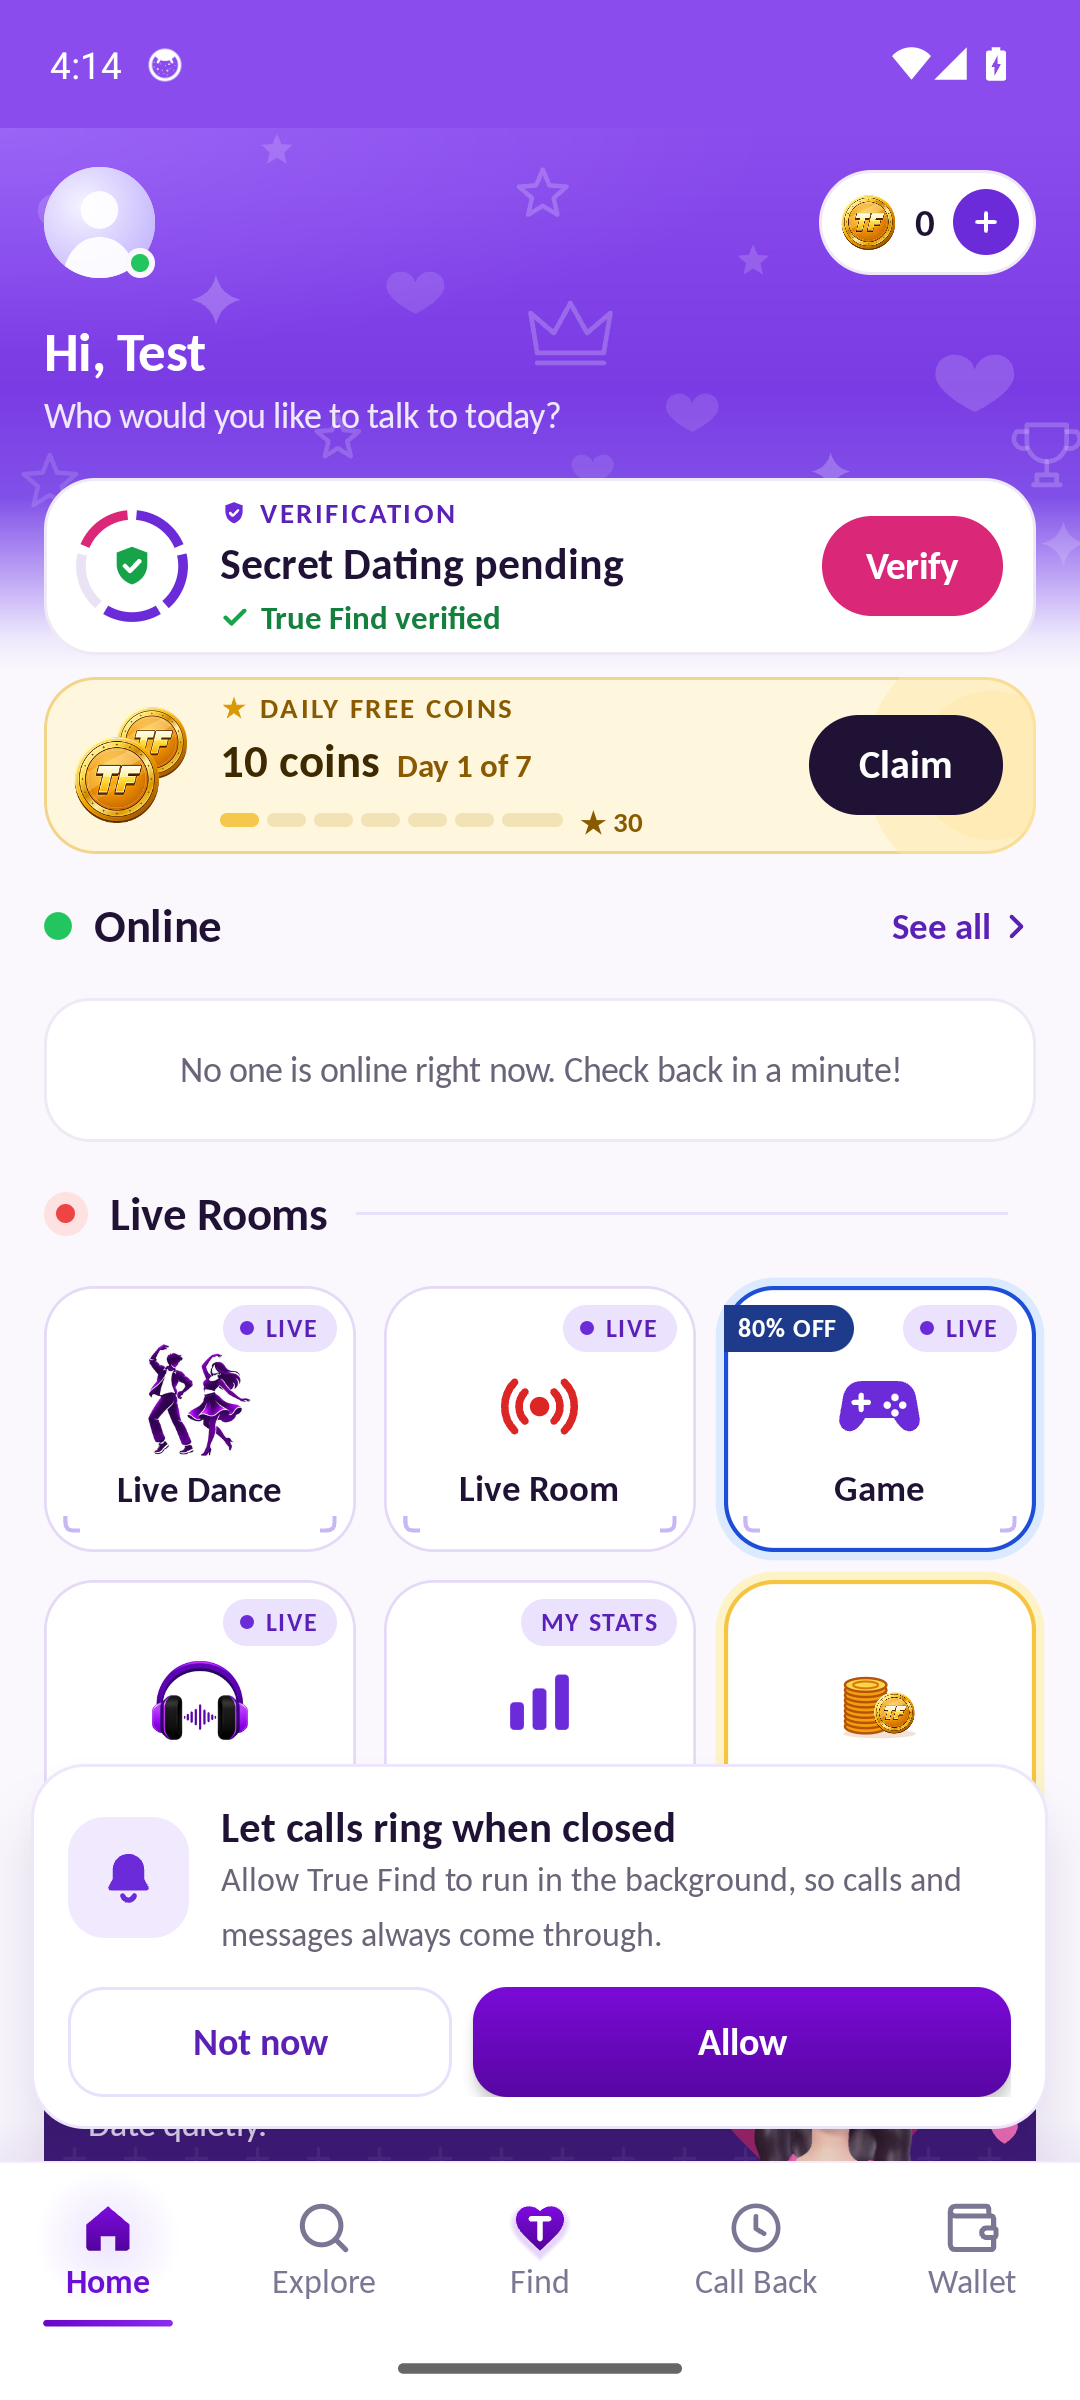 4:14
0
Hi, Test
Who would you like to talk to today?
VERIFICATION
Secret Dating pending
Verify
True Find verified
DAILY FREE COINS
10 coins Day 1 of 7
Claim
★ 30
Online
See all
No one is online right now. Check back in a minute!
Live Rooms
LIVE
LIVE
80% OFF
LIVE
Live Dance
Live Room
Game
LIVE
MY STATS
Let calls ring when closed
Allow True Find to run in the background, so calls and
messages always come through.
Not now
Allow
Date quietly.
Home
Explore
Find
Call Back
Wallet